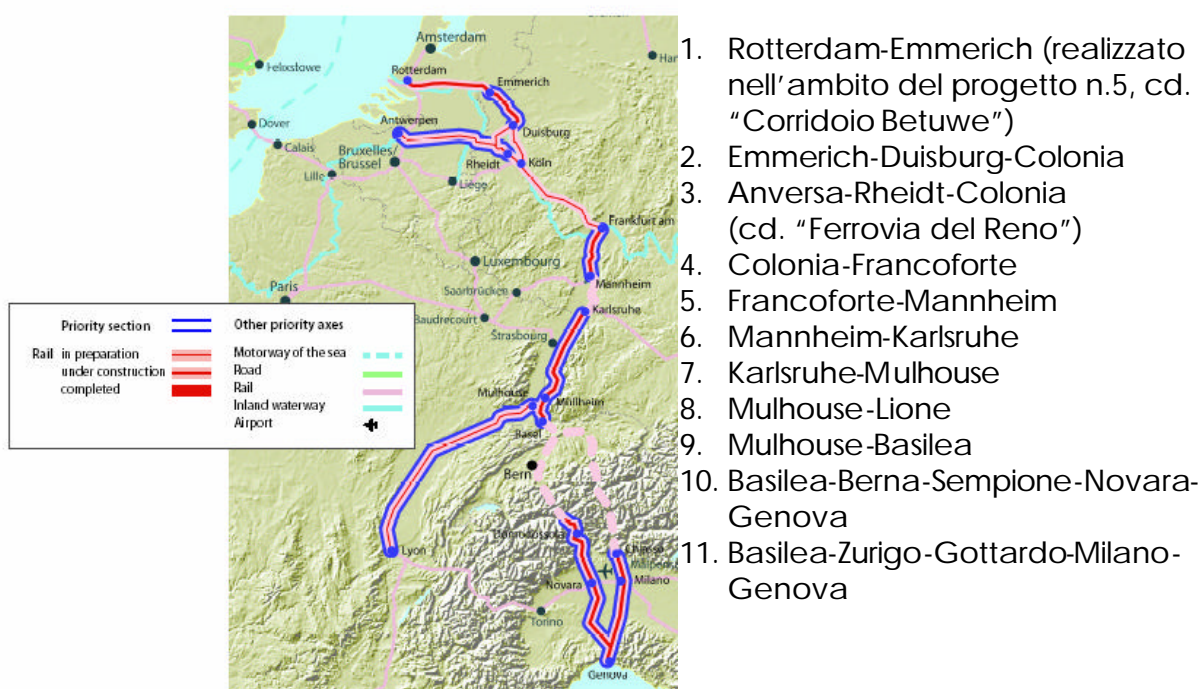 Amsterdam
Har
Felixstowe
Rotterdam
Emmerich
Dover
Antwerpen
Duisburg
Calais
Bruxelles/
Brussel
Rheidt
Köln
Lille
Liège
Frankfurt am
Luxembourg
Mannheim
Saarbrücken
Paris
Karlsruhe
Baudrecourt
Strasbourg
Mulhouse
Müllheim
Basel
Bern
Domodossola
Chiasso
Lyon
Malpensa
Novara
Milano
Torino
Genova
Priority section
Other priority axes
Rail in preparation
under construction
completed
Motorway of the sea
Road
Rail
Inland waterway
Airport
1. Rotterdam-Emmerich (realizzato
nell'ambito del progetto n.5, cd.
"Corridoio Betuwe")
2. Emmerich-Duisburg-Colonia
3. Anversa-Rheidt-Colonia
(cd. "Ferrovia del Reno")
4. Colonia-Francoforte
5. Francoforte-Mannheim
6. Mannheim-Karlsruhe
7. Karlsruhe-Mulhouse
8. Mulhouse-Lione
9. Mulhouse-Basilea
10. Basilea-Berna-Sempione-Novara-
Genova
11. Basilea-Zurigo-Gottardo-Milano-
Genova